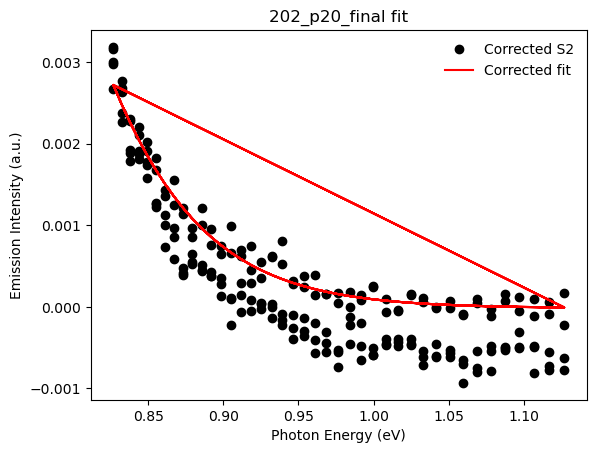 202_p20_final fit
Corrected S2
Corrected fit
Emission Intensity (a.u.)
0.003
0.002
0.001
0.000
−0.001
0.85 0.90 0.95 1.00 1.05 1.10
Photon Energy (eV)